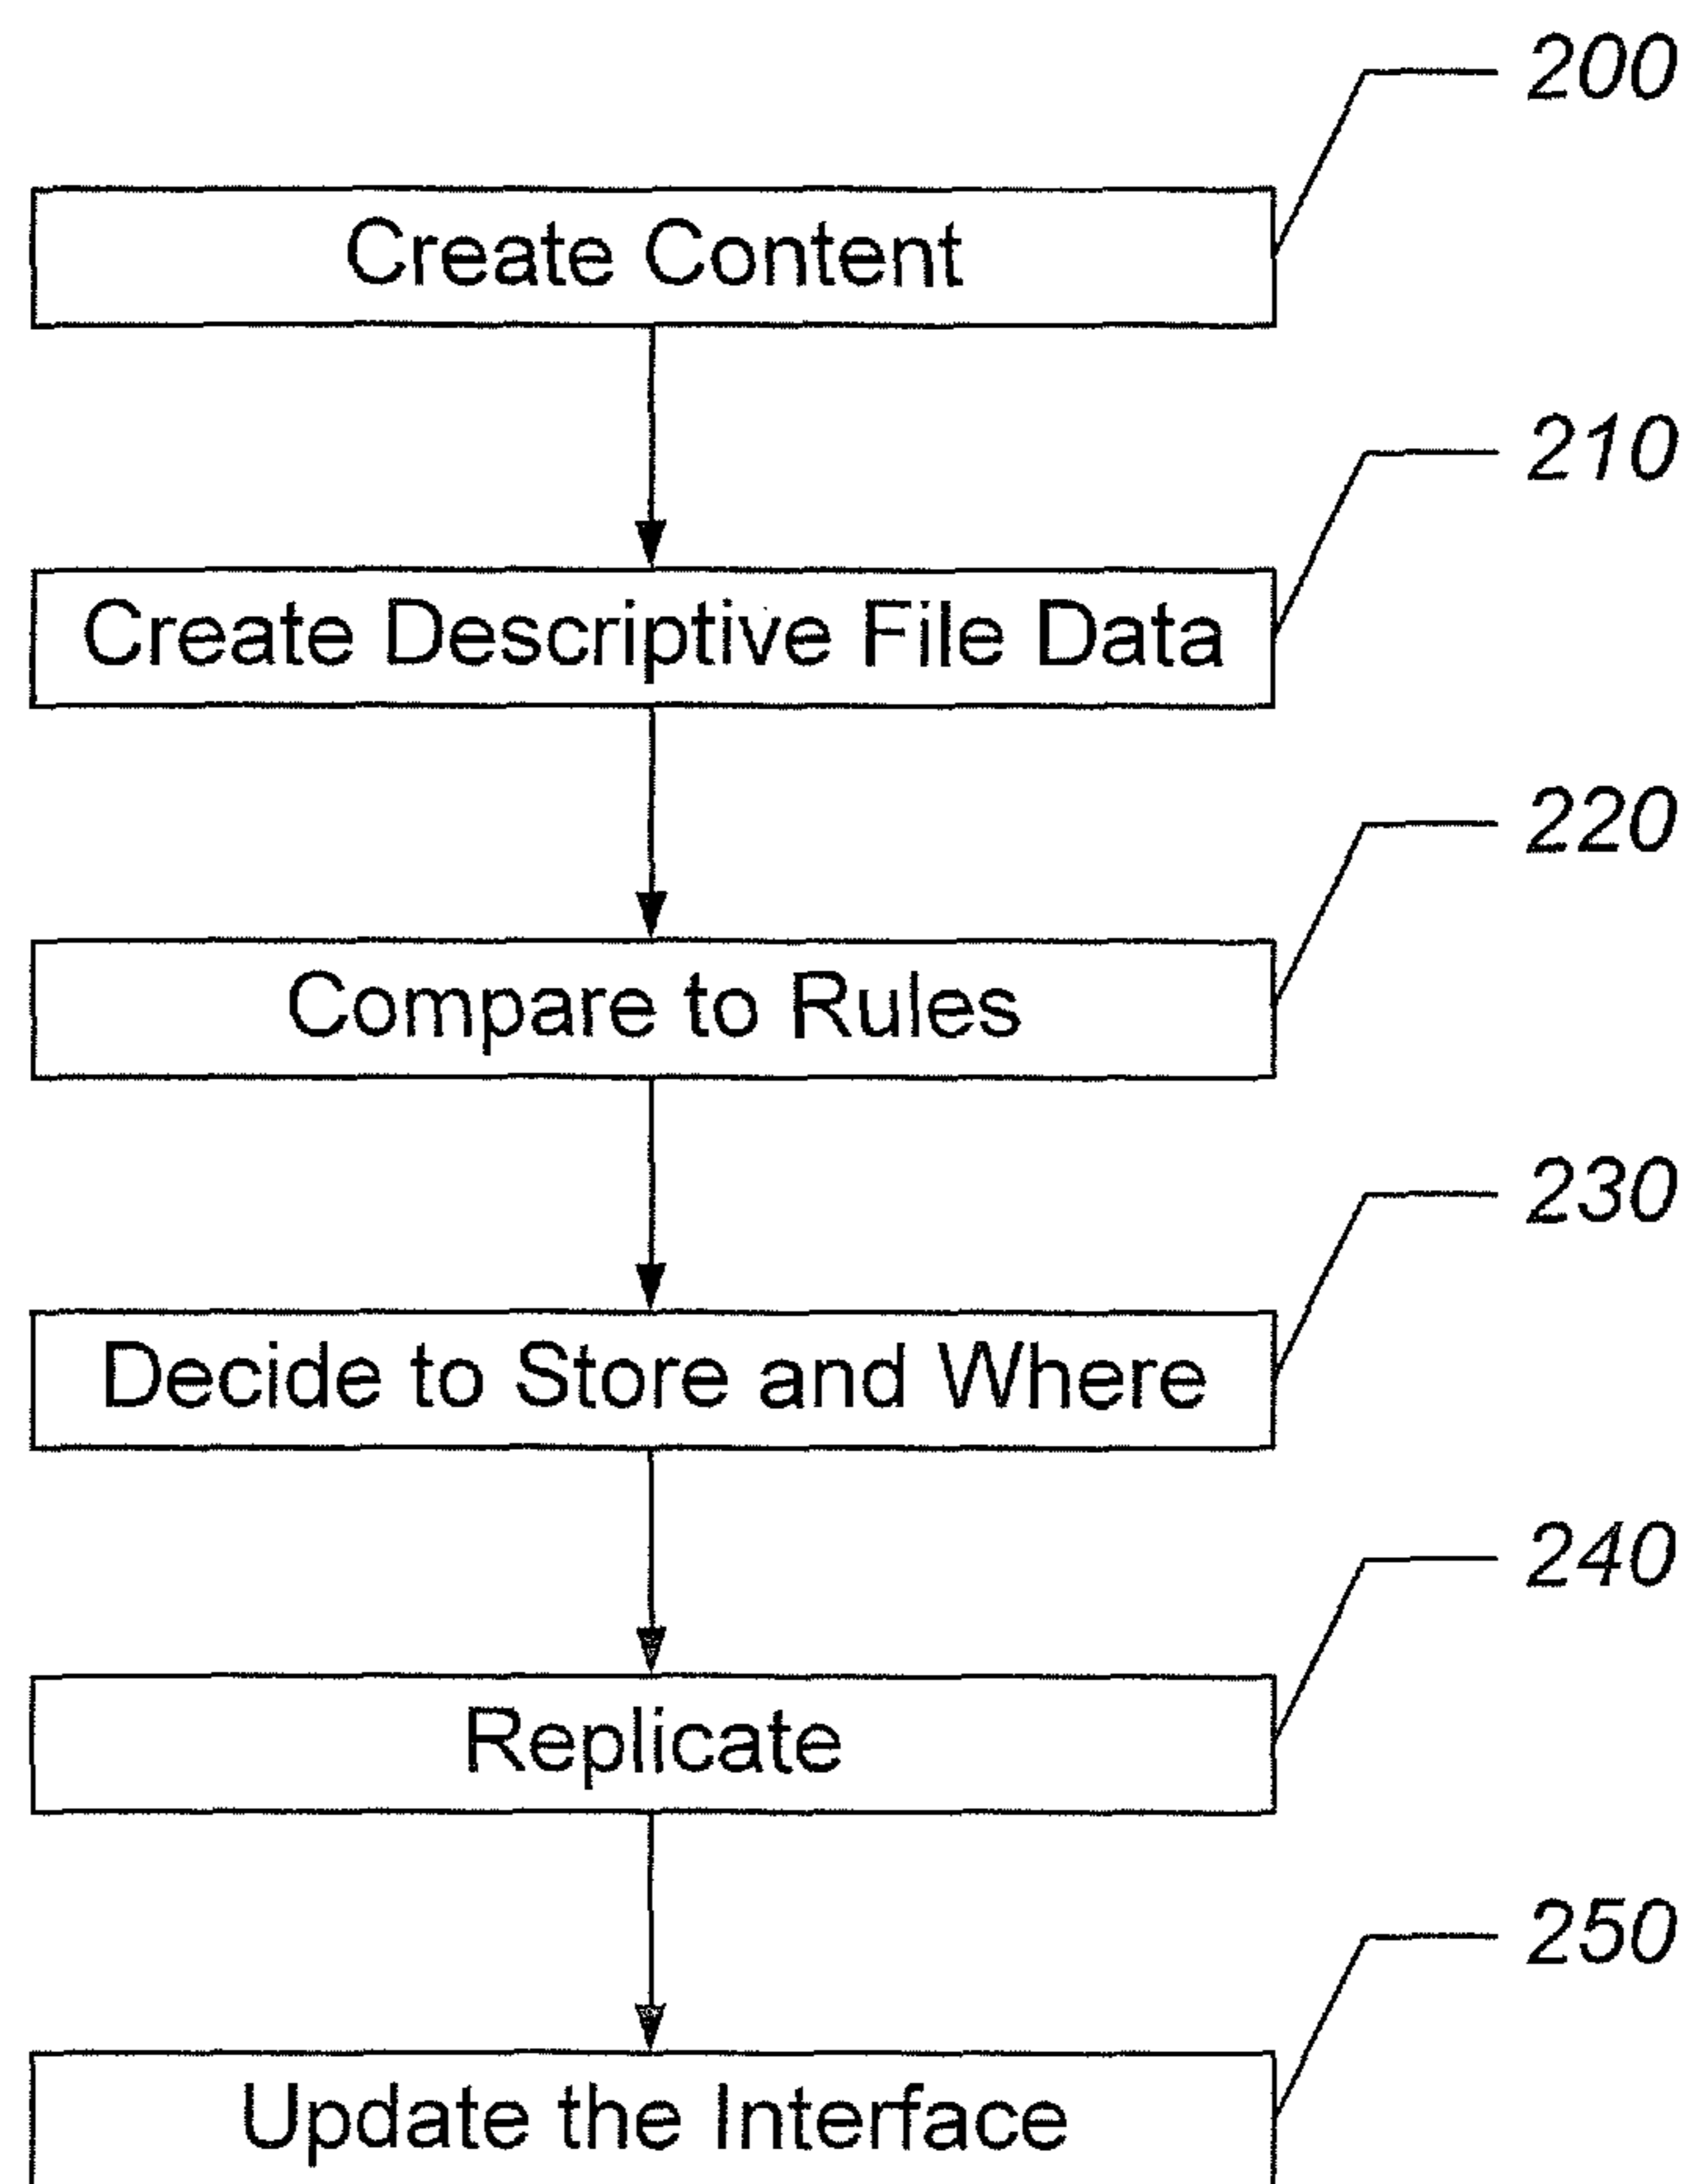 200
Create Content
210
Create Descriptive File Data
220
Compare to Rules
230
Decide to Store and Where
240
Replicate
250
Update the Interface